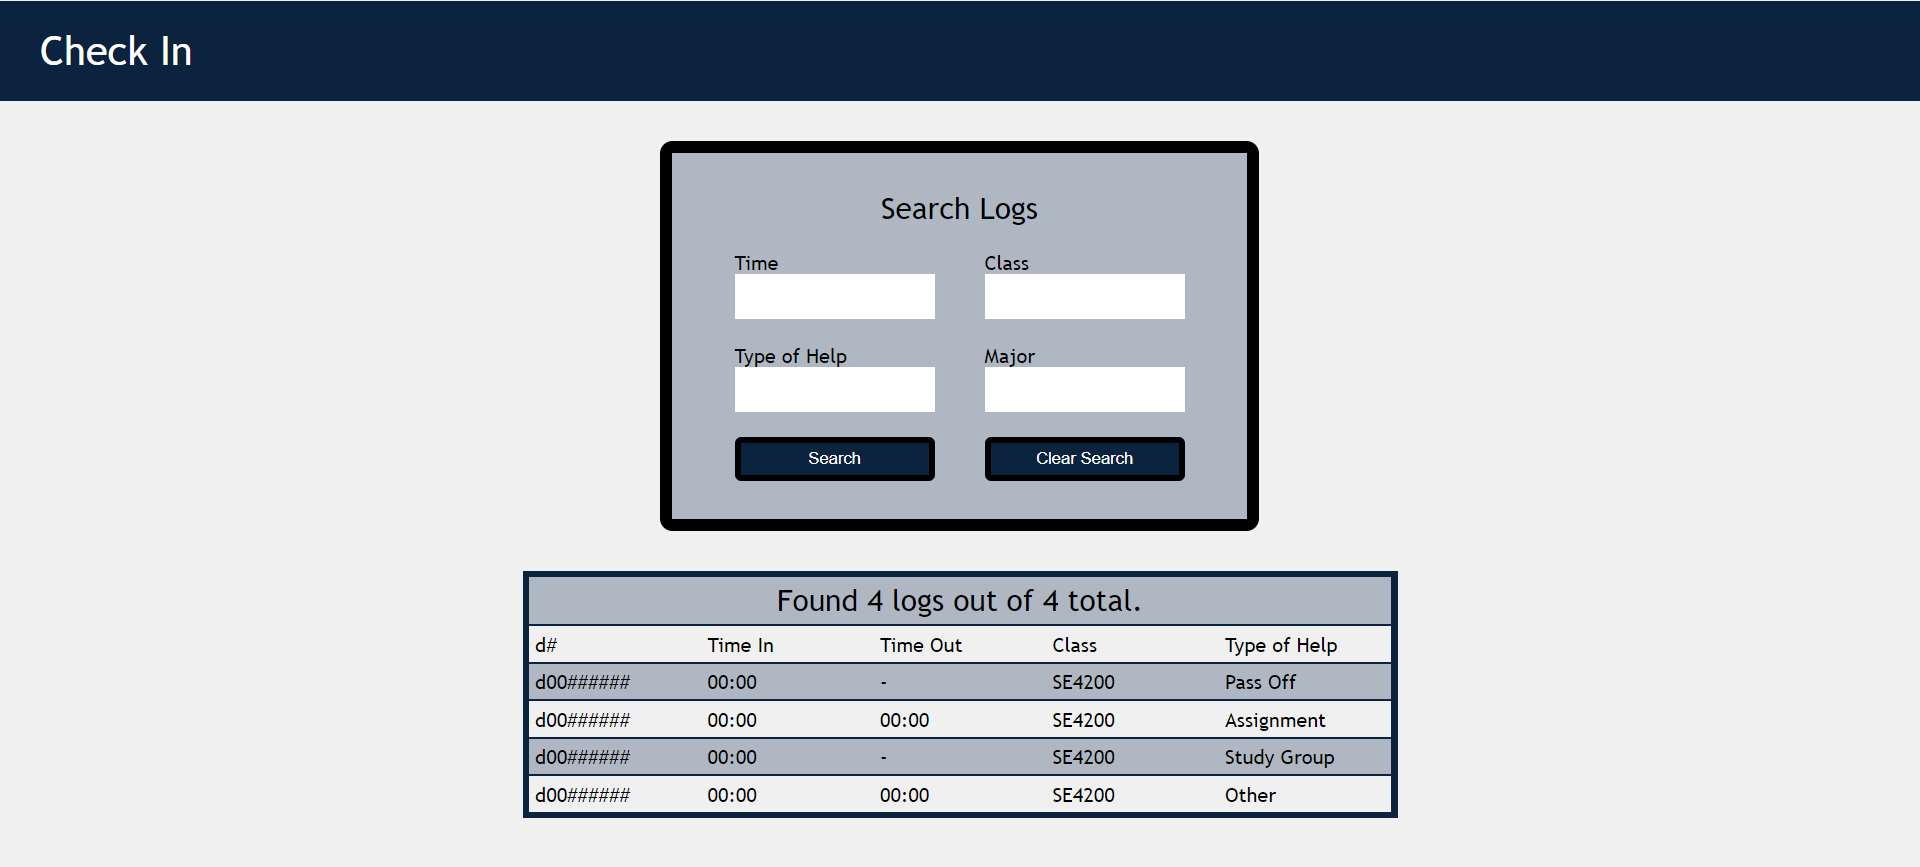 Check In
Search Logs
Time Class
Type of Help Major
Search Clear Search
Found 4 logs out of 4 total.
d# Time In Time Out Class Type of Help
d00###### 00:00 - SE4200 Pass Off
d00###### 00:00 00:00 SE4200 Assignment
d00###### 00:00 - SE4200 Study Group
d00###### 00:00 00:00 SE4200 Other